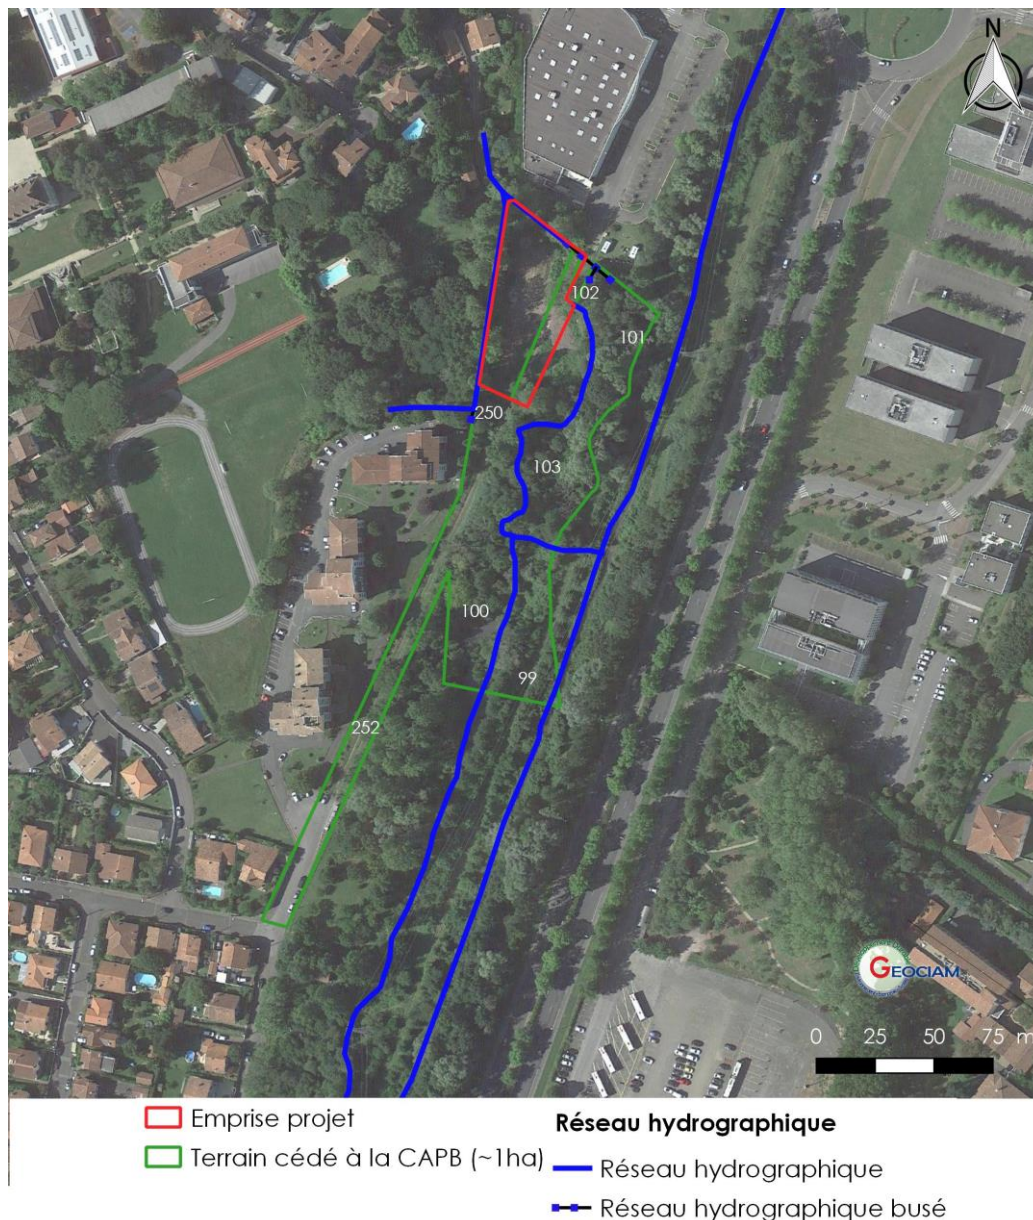 N
102
101
250
103
100
99
252
GEOCIAM
0 25 50 75 m
Emprise projet
Terrain cédé à la CAPB (~1ha)
Réseau hydrographique
Réseau hydrographique
Réseau hydrographique busé